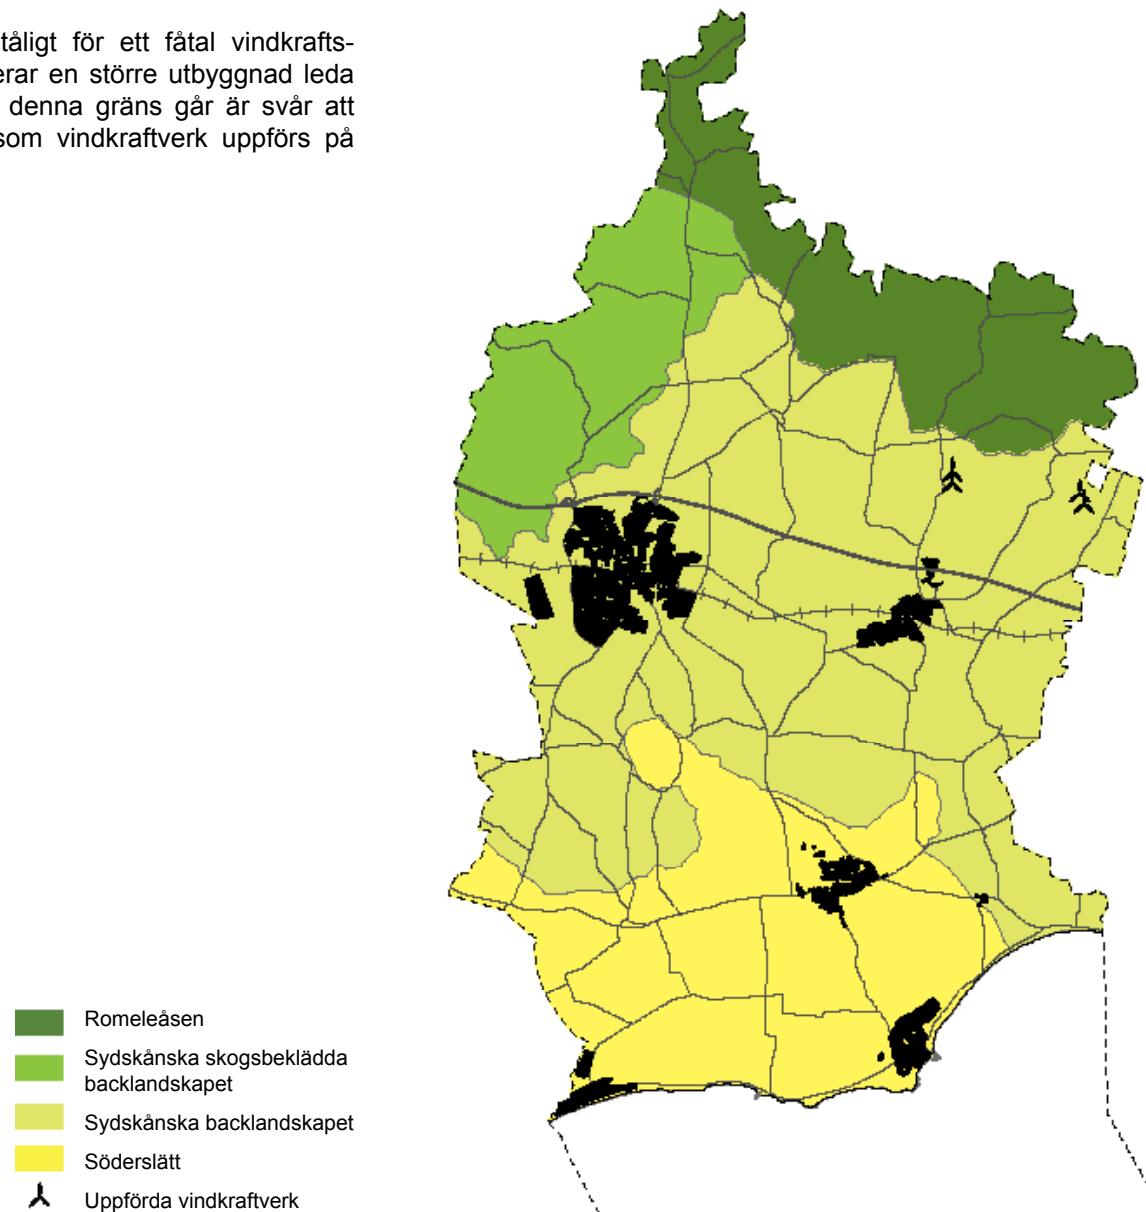 tåligt för ett fåtal vindkrafts-
erar en större utbyggnad leda
denna gräns går är svår att
som vindkraftverk uppförs på
Romeleåsen
Sydskånska skogsbeklädda
backlandskapet
Sydskånska backlandskapet
Söderslätt
Uppförda vindkraftverk